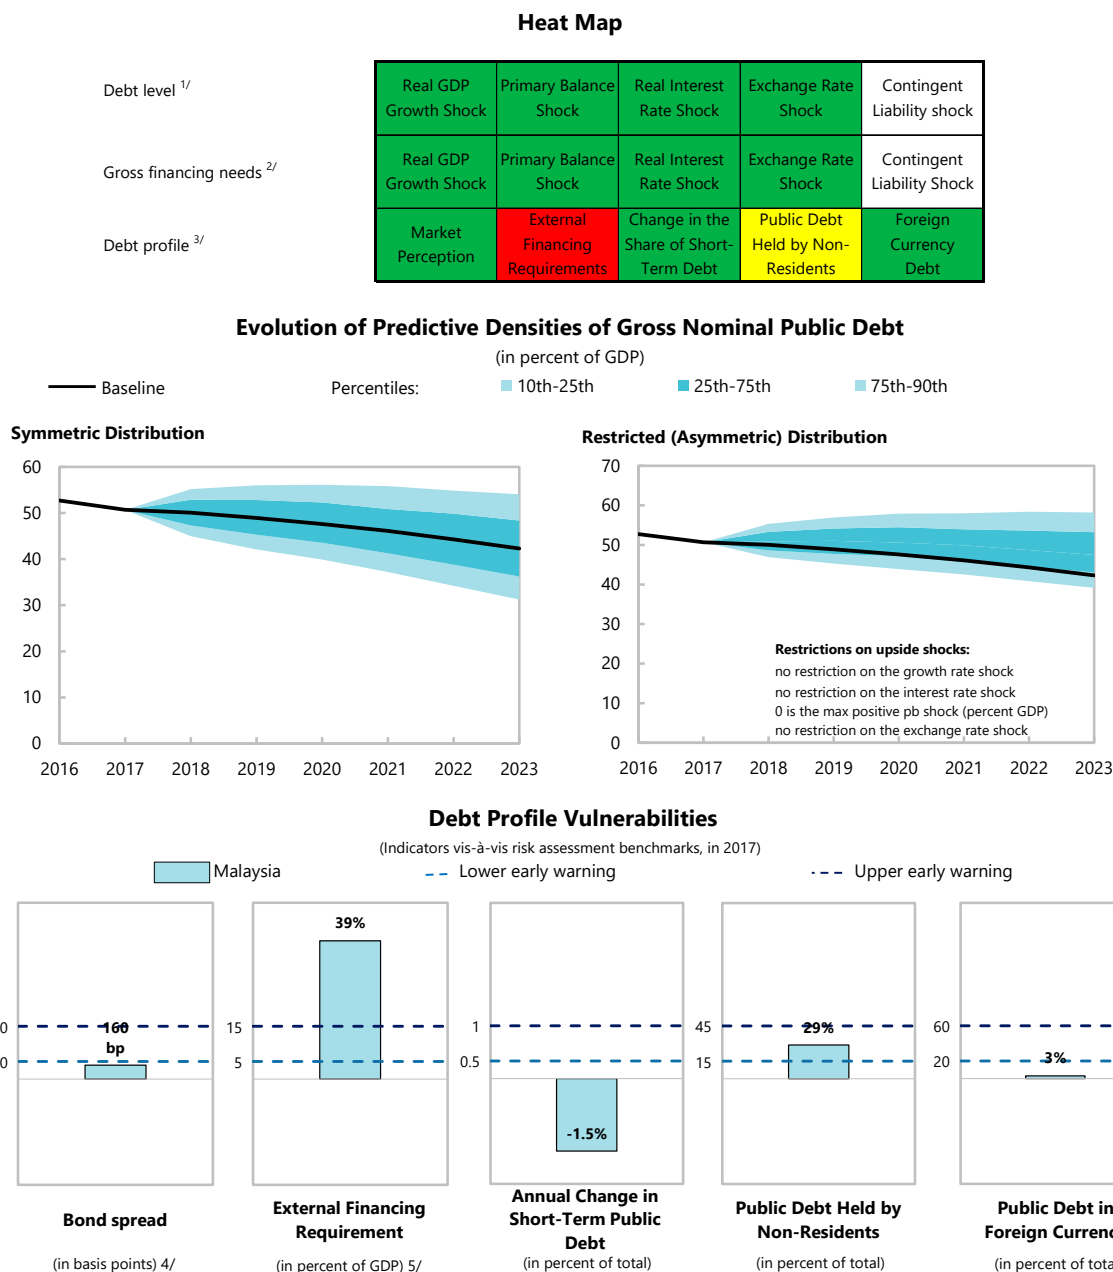 Heat Map
Debt level 1/
Real GDP Growth Shock
Primary Balance Shock
Real Interest Rate Shock
Exchange Rate Shock
Contingent Liability shock
Gross financing needs 2/
Real GDP Growth Shock
Primary Balance Shock
Real Interest Rate Shock
Exchange Rate Shock
Contingent Liability Shock
Debt profile 3/
Market Perception
External Financing Requirements
Change in the Share of Short-Term Debt
Public Debt Held by Non-Residents
Foreign Currency Debt
Evolution of Predictive Densities of Gross Nominal Public Debt
(in percent of GDP)
Baseline
Percentiles:
10th-25th
25th-75th
75th-90th
Symmetric Distribution
60
50
40
30
20
10
0
2016 2017 2018 2019 2020 2021 2022 2023
Restricted (Asymmetric) Distribution
70
60
50
40
30
20
10
0
Restrictions on upside shocks:
no restriction on the growth rate shock
no restriction on the interest rate shock
0 is the max positive pb shock (percent GDP)
no restriction on the exchange rate shock
2016 2017 2018 2019 2020 2021 2022 2023
Debt Profile Vulnerabilities
(Indicators vis-à-vis risk assessment benchmarks, in 2017)
Malaysia
Lower early warning
Upper early warning
0
0
160
bp
Bond spread
(in basis points) 4/
39%
15
5
External Financing
Requirement
(in percent of GDP) 5/
1
0.5
-1.5%
Annual Change in
Short-Term Public
Debt
(in percent of total)
45
15
29%
Public Debt Held by
Non-Residents
(in percent of total)
60
20
3%
Public Debt in
Foreign Currenc
(in percent of tota